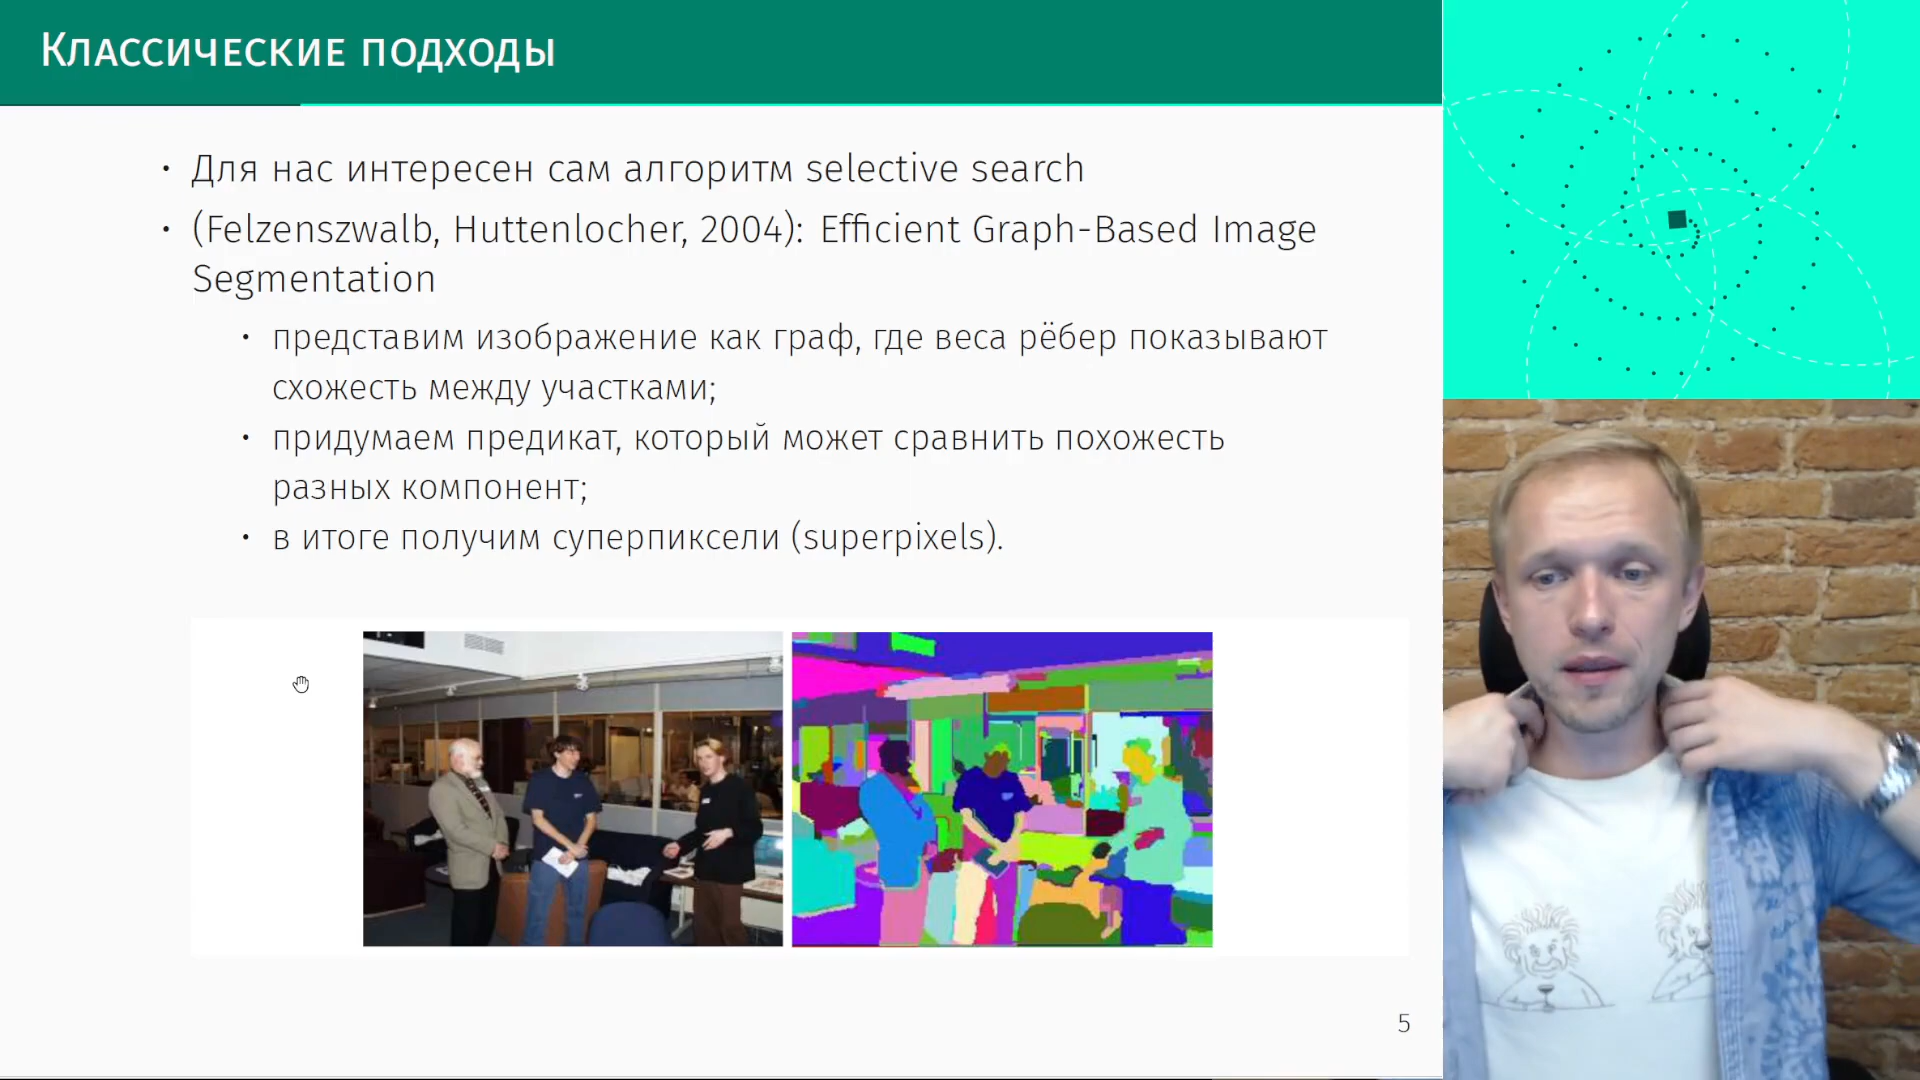 Классические подходы
• Для нас интересен сам алгоритм selective search
• (Felzenszwalb, Huttenlocher, 2004): Efficient Graph-Based Image
Segmentation
• представим изображение как граф, где веса рёбер показывают
схожесть между участками;
• придумаем предикат, который может сравнить похожесть
разных компонент;
• в итоге получим суперпиксели (superpixels).
5